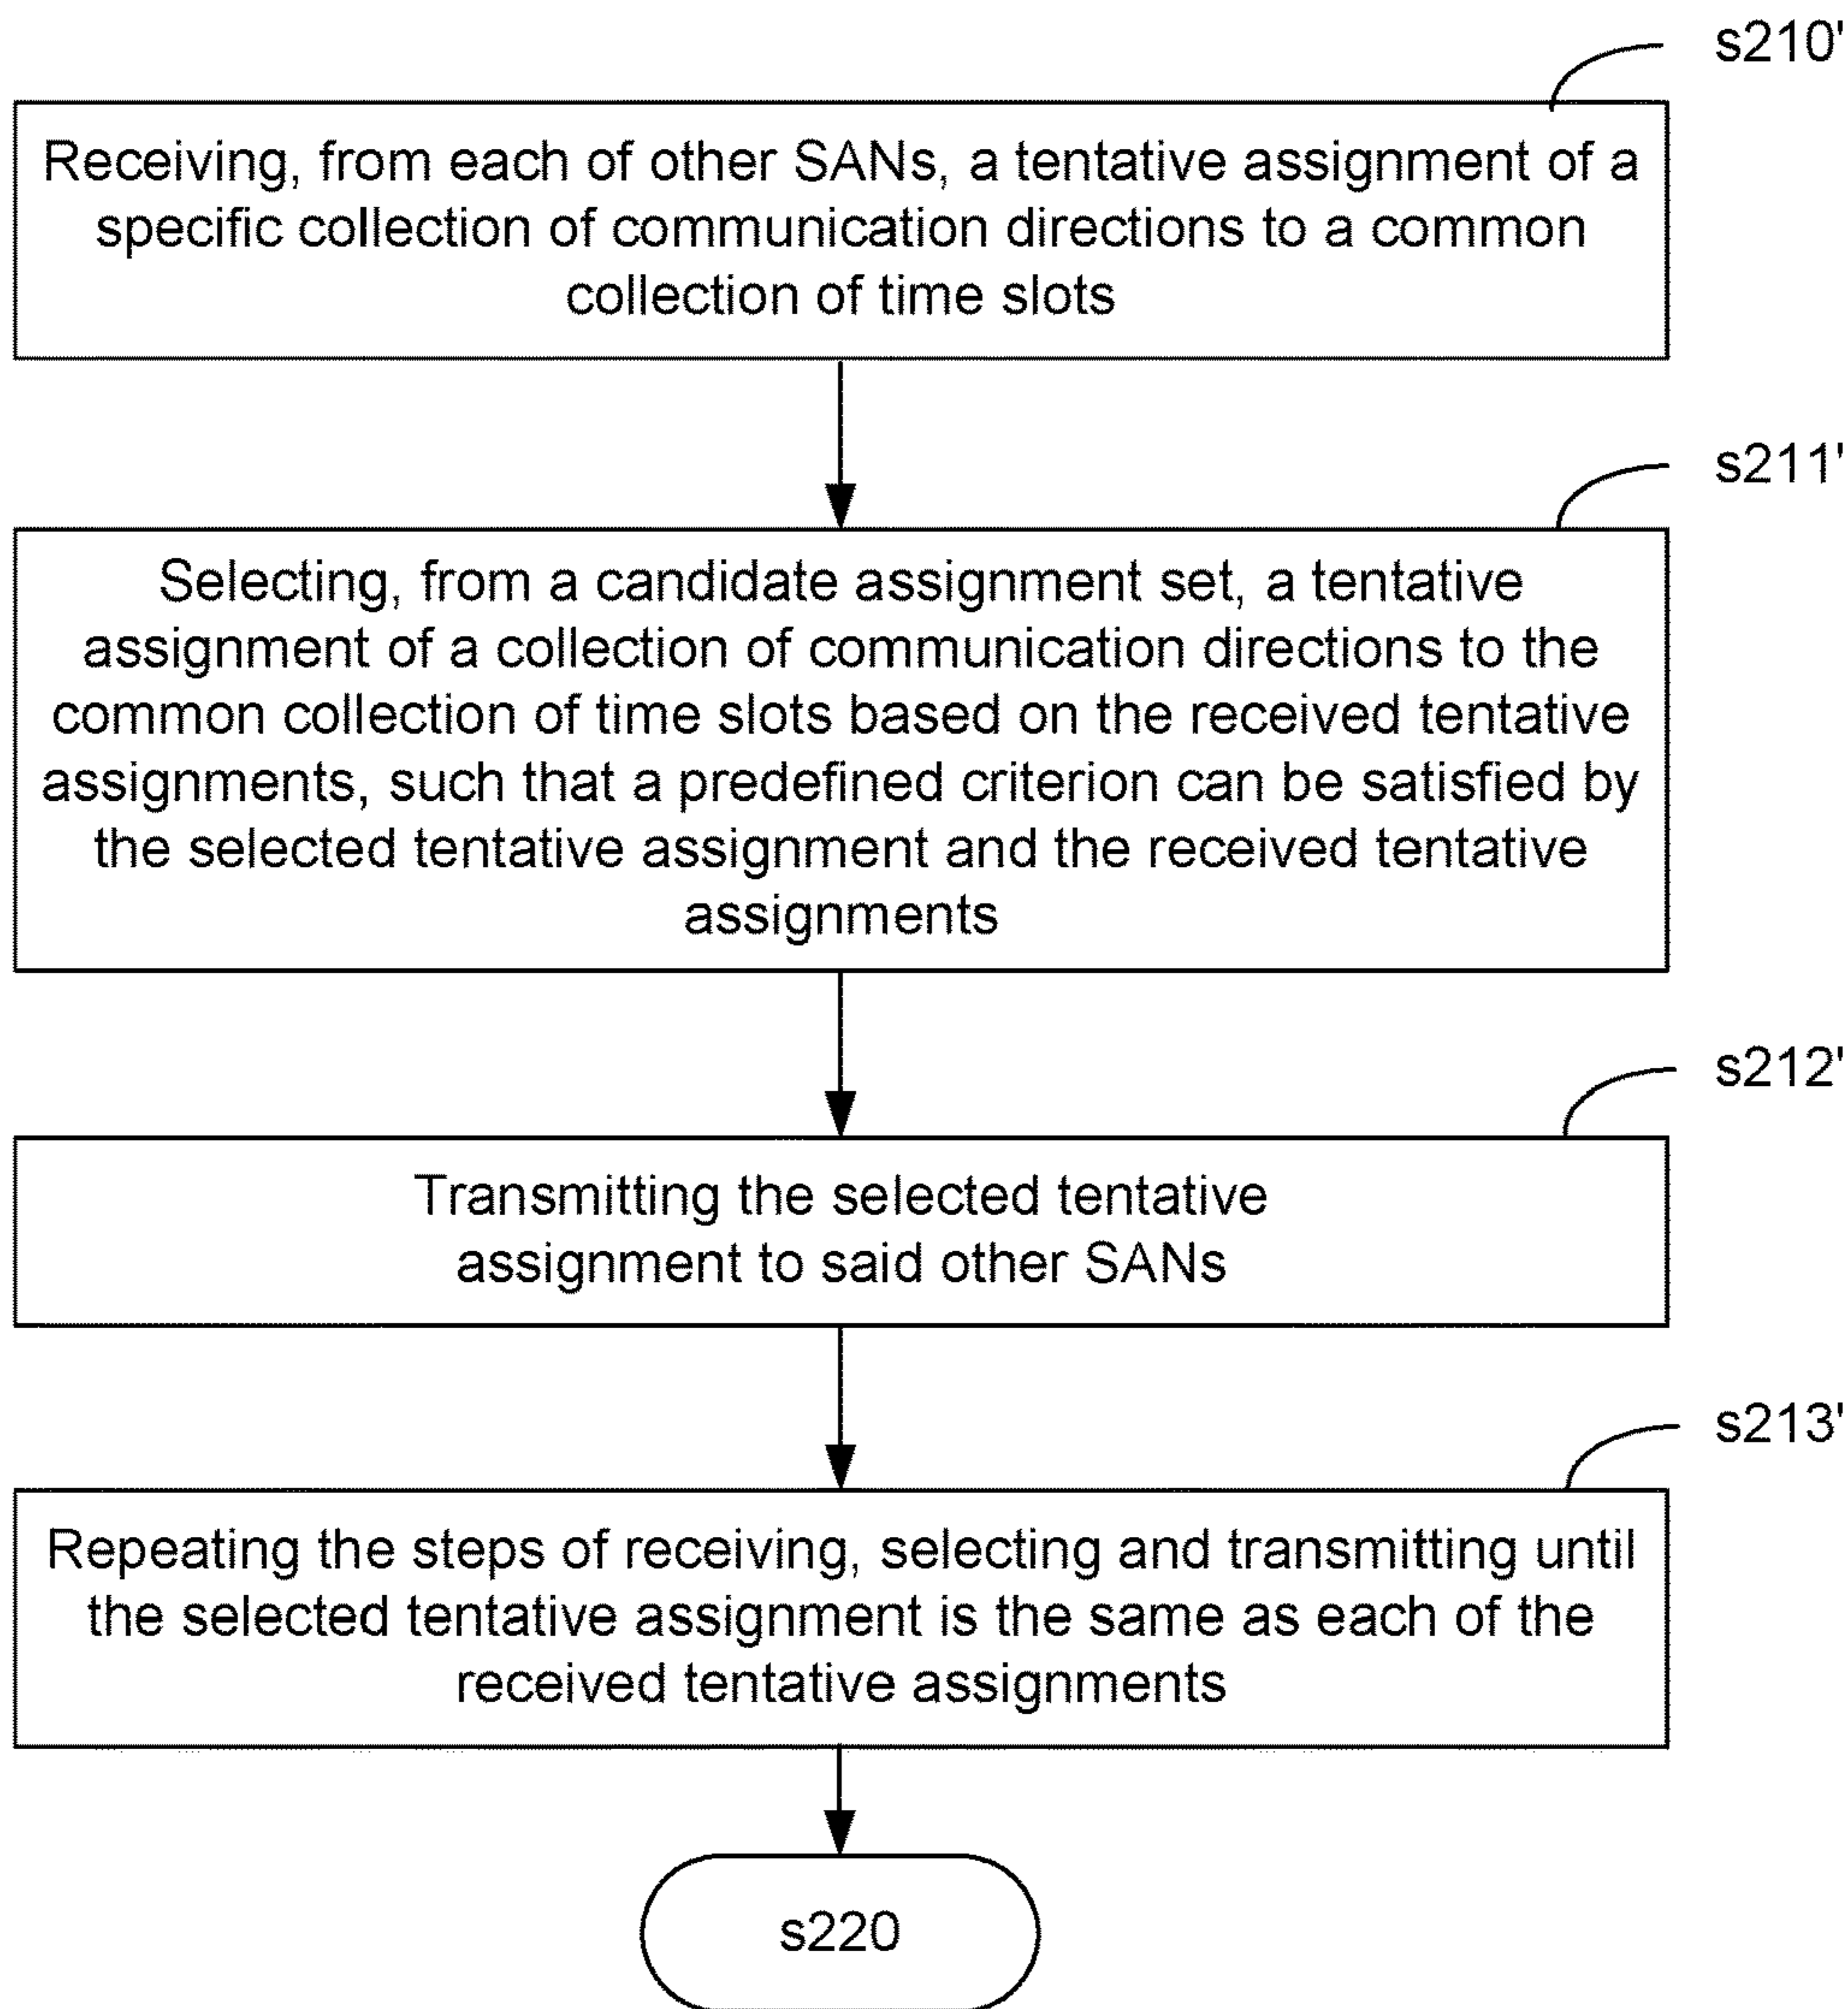 s210'
Receiving, from each of other SANs, a tentative assignment of a
specific collection of communication directions to a common
collection of time slots
s211'
Selecting, from a candidate assignment set, a tentative
assignment of a collection of communication directions to the
common collection of time slots based on the received tentative
assignments, such that a predefined criterion can be satisfied by
the selected tentative assignment and the received tentative
assignments
s212'
Transmitting the selected tentative
assignment to said other SANs
s213'
Repeating the steps of receiving, selecting and transmitting until
the selected tentative assignment is the same as each of the
received tentative assignments
s220